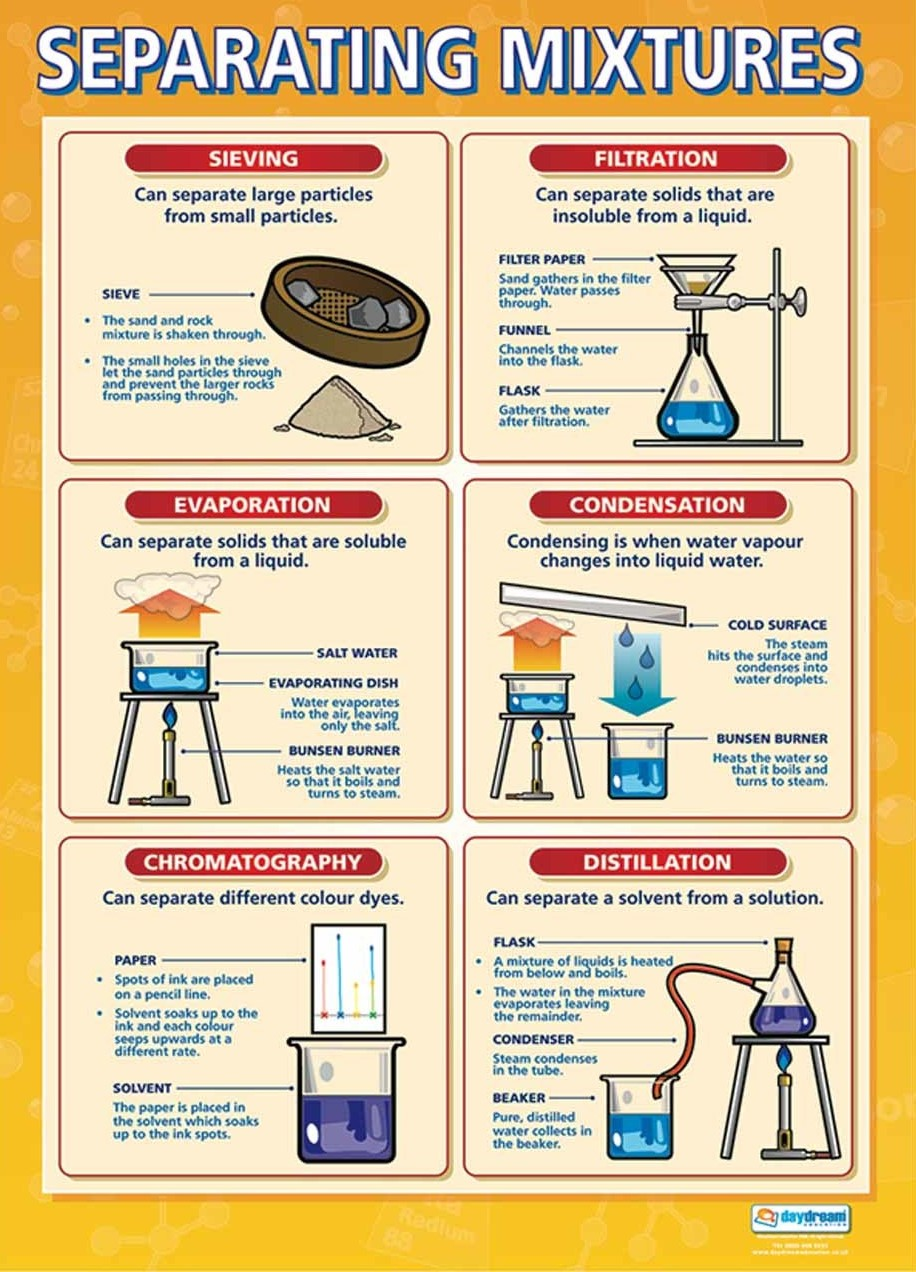 SEPARATING MIXTURES
SIEVING
Can separate large particles
from small particles.
SIEVE
• The sand and rock
mixture is shaken through.
• The small holes in the sieve
let the sand particles through
and prevent the larger rocks
from passing through.
FILTRATION
Can separate solids that are
insoluble from a liquid.
FILTER PAPER
Sand gathers in the filter
paper. Water passes
through.
FUNNEL
Channels the water
into the flask.
FLASK
Gathers the water
after filtration.
EVAPORATION
Can separate solids that are soluble
from a liquid.
SALT WATER
EVAPORATING DISH
Water evaporates
into the air, leaving
only the salt.
BUNSEN BURNER
Heats the salt water
so that it boils and
turns to steam.
CONDENSATION
Condensing is when water vapour
changes into liquid water.
COLD SURFACE
The steam
hits the surface and
condenses into
water droplets.
BUNSEN BURNER
Heats the water so
that it boils and
turns to steam.
CHROMATOGRAPHY
Can separate different colour dyes.
PAPER
• Spots of ink are placed
on a pencil line.
• Solvent soaks up to the
ink and each colour
seeps upwards at a
different rate.
SOLVENT
The paper is placed in
the solvent which soaks
up to the ink spots.
DISTILLATION
Can separate a solvent from a solution.
FLASK
• A mixture of liquids is heated
from below and boils.
• The water in the mixture
evaporates leaving
the remainder.
CONDENSER
Steam condenses
in the tube.
BEAKER
Pure, distilled
water collects in
the beaker.
Radium
88
daydream
EDUCATION
www.daydreameducation.co.uk